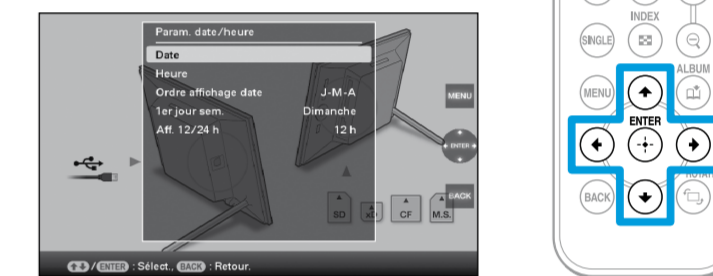 Param. date/heure
Date
Heure
Ordre affichage date J-M-A
1er jour sem. Dimanche
Aff. 12/24 h 12 h
MENU
ENTER
BACK
SD
xD
CF
M.S.
/ENTER : Sélect., BACK : Retour.
INDEX
SINGLE
ALBUM
MENU
ENTER
BACK